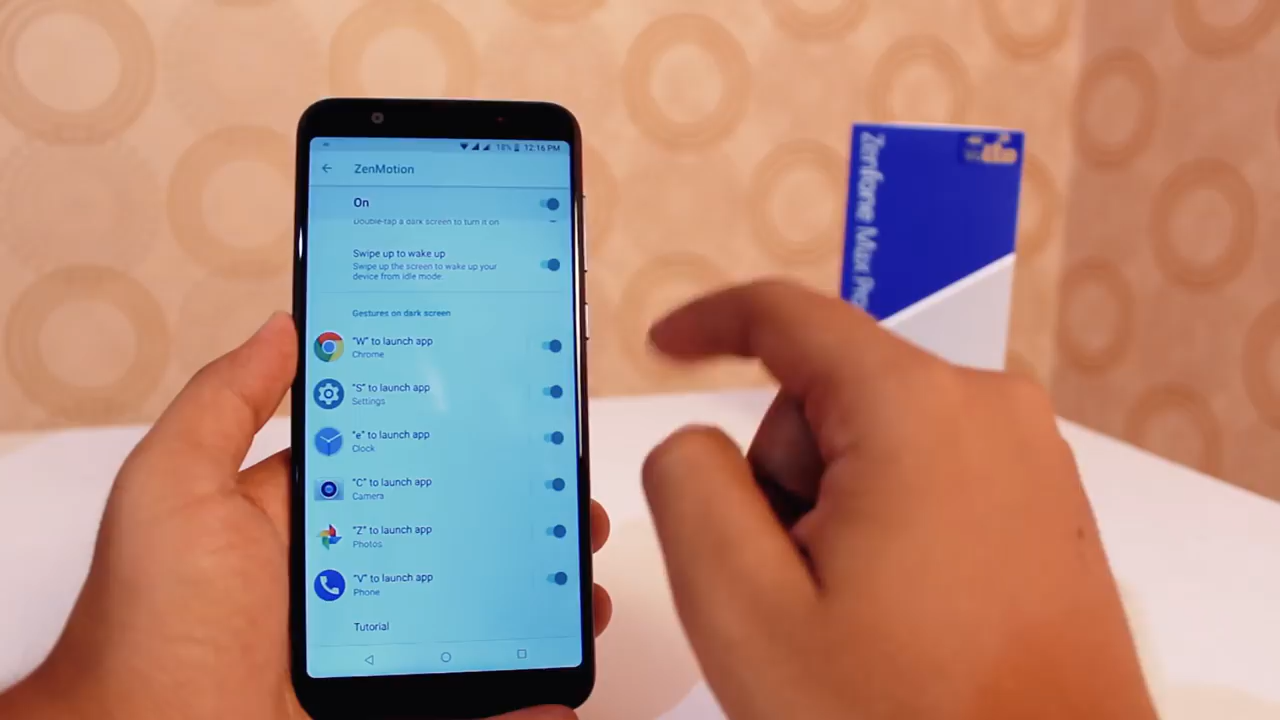 18% 12:16 PM
ZenMotion
On
Double-tap a dark screen to turn it on
Swipe up to wake up
Swipe up the screen to wake up your
device from idle mode.
Gestures on dark screen
"W" to launch app
Chrome
"S" to launch app
Settings
"e" to launch app
Clock
"C" to launch app
Camera
"Z" to launch app
Photos
"V" to launch app
Phone
Tutorial
Zenfone Max Pro